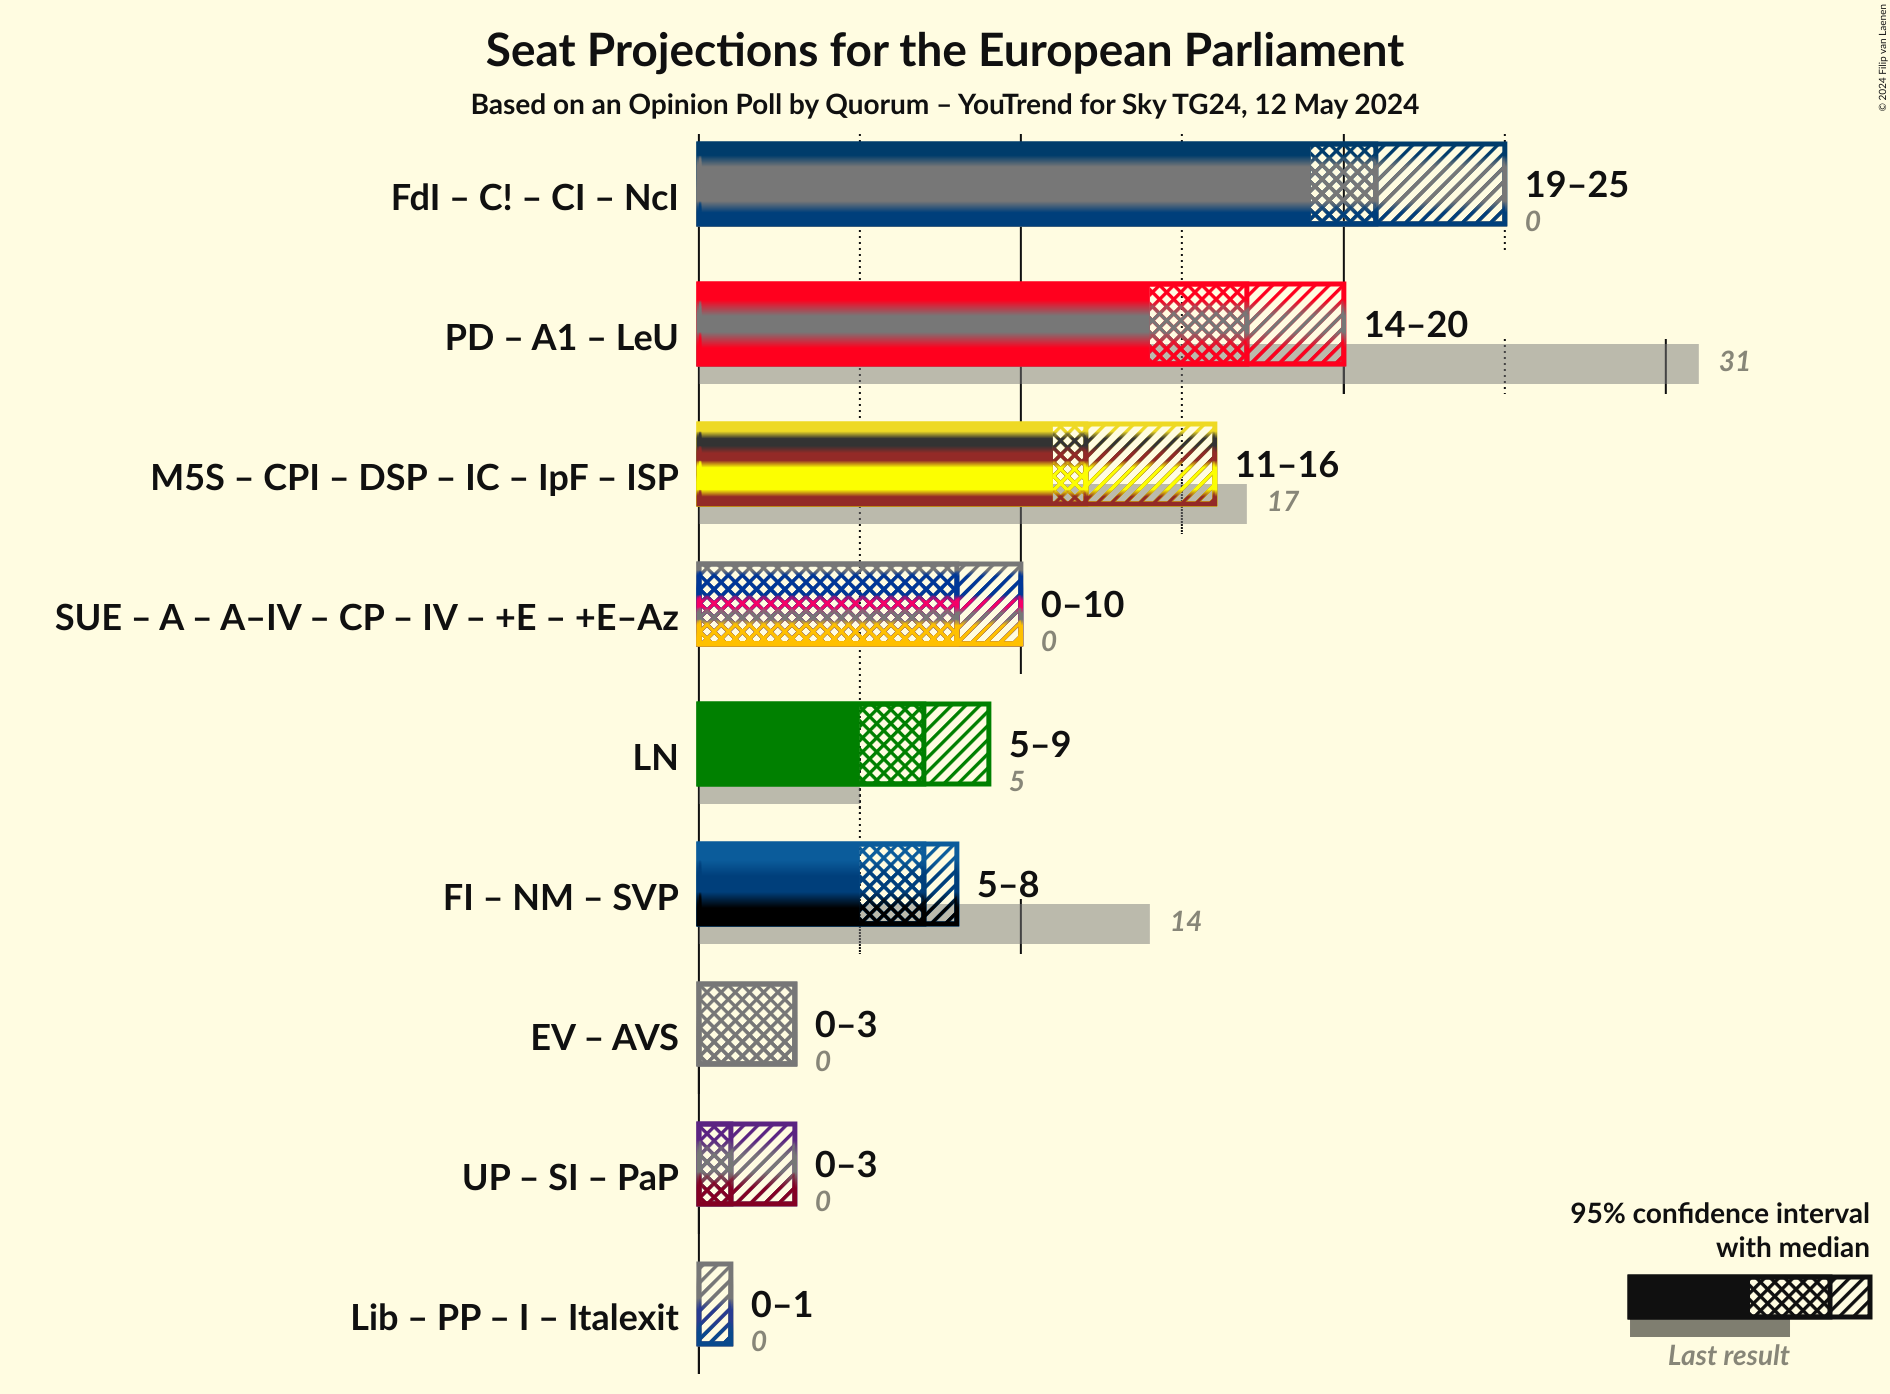 Seat Projections for the European Parliament
Based on an Opinion Poll by Quorum – YouTrend for Sky TG24, 12 May 2024
© 2024 Filip van Laenen
FdI – C! – CI – NcI
19–25
0
PD – A1 – LeU
14–20
31
M5S – CPI – DSP – IC – IpF – ISP
11–16
17
SUE – A – A–IV – CP – IV – +E – +E–Az
0–10
0
LN
5–9
5
FI – NM – SVP
5–8
14
EV – AVS
0–3
0
UP – SI – PaP
0–3
0
Lib – PP – I – Italexit
0–1
0
95% confidence interval
with median
Last result